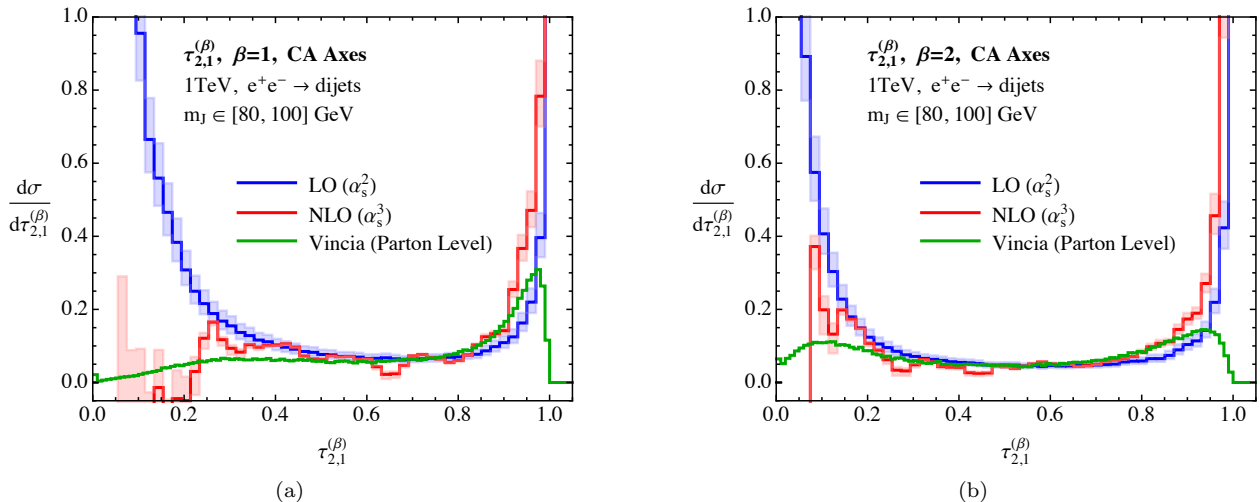 τ₂,₁^(β), β=1, CA Axes
1TeV, e⁺e⁻ → dijets
m_J ∈ [80, 100] GeV
LO (αₛ²)
NLO (αₛ³)
Vincia (Parton Level)
dσ
dτ₂,₁^(β)
1.0
0.8
0.6
0.4
0.2
0.0
0.0 0.2 0.4 0.6 0.8 1.0
τ₂,₁^(β)
(a)
τ₂,₁^(β), β=2, CA Axes
1TeV, e⁺e⁻ → dijets
m_J ∈ [80, 100] GeV
LO (αₛ²)
NLO (αₛ³)
Vincia (Parton Level)
dσ
dτ₂,₁^(β)
1.0
0.8
0.6
0.4
0.2
0.0
0.0 0.2 0.4 0.6 0.8 1.0
τ₂,₁^(β)
(b)